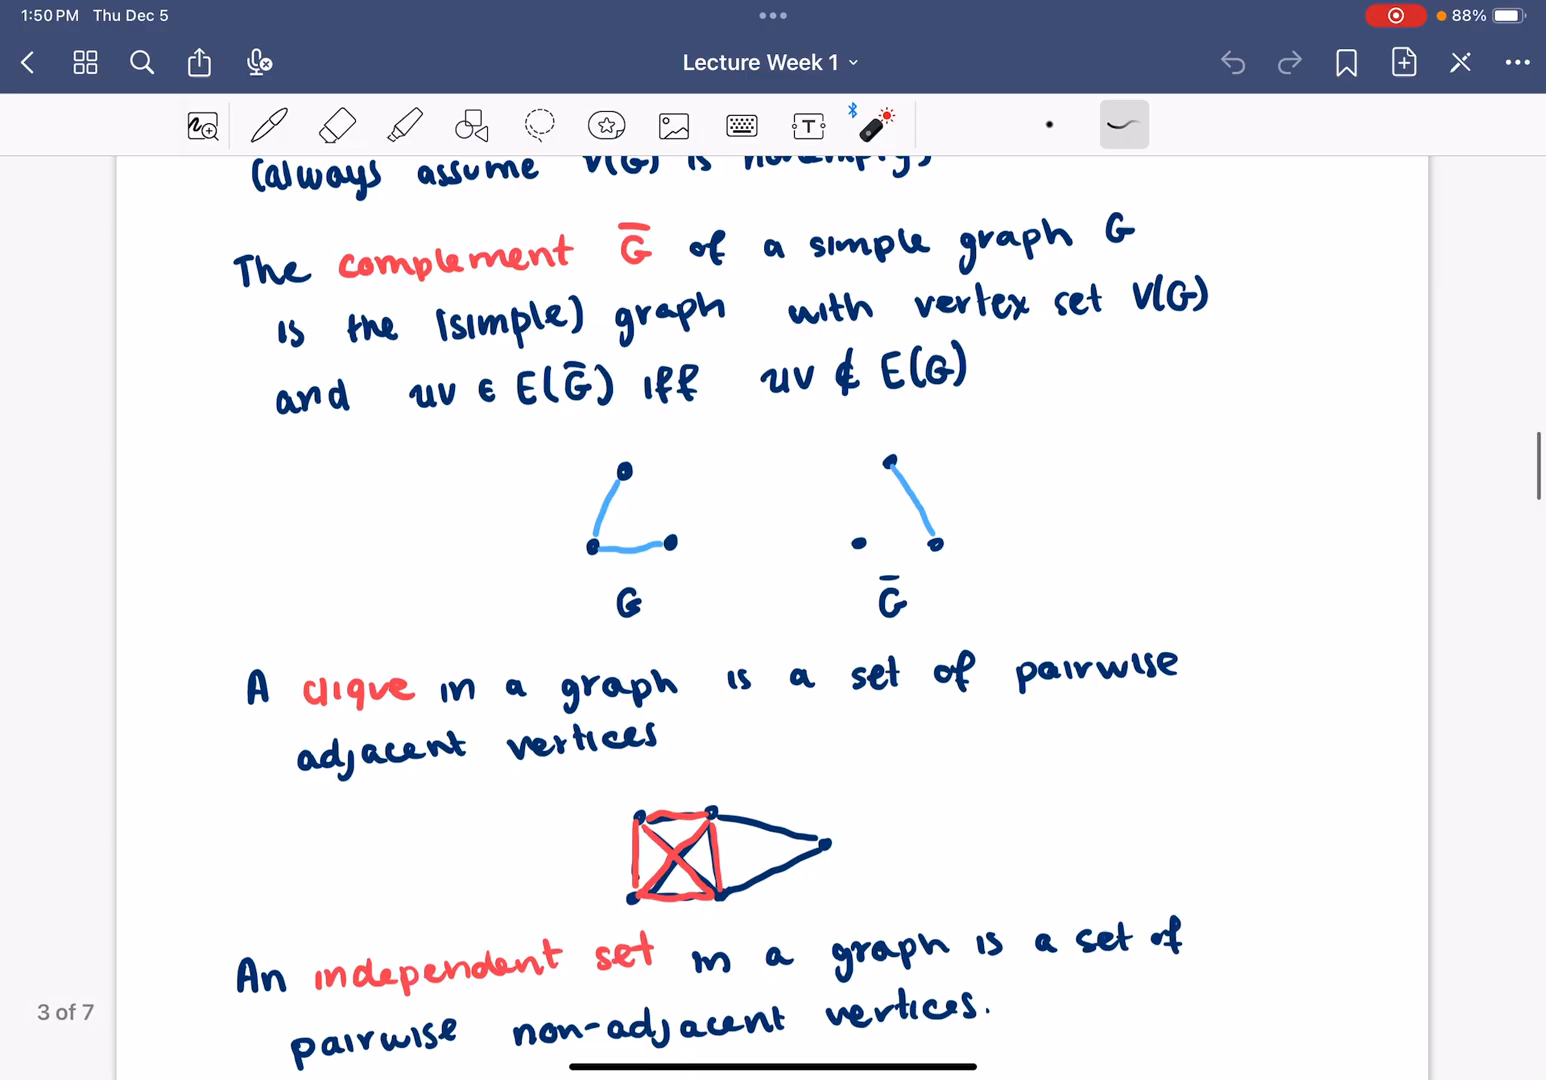 1:50 PM Thu Dec 5
88%
Lecture Week 1
(always assume V(G) is nonempty)
The complement G̅ of a simple graph G
is the (simple) graph with vertex set V(G)
and uv ∈ E(G̅) iff uv ∉ E(G)
G G̅
A clique in a graph is a set of pairwise
adjacent vertices
An independent set in a graph is a set of
pairwise non-adjacent vertices.
3 of 7